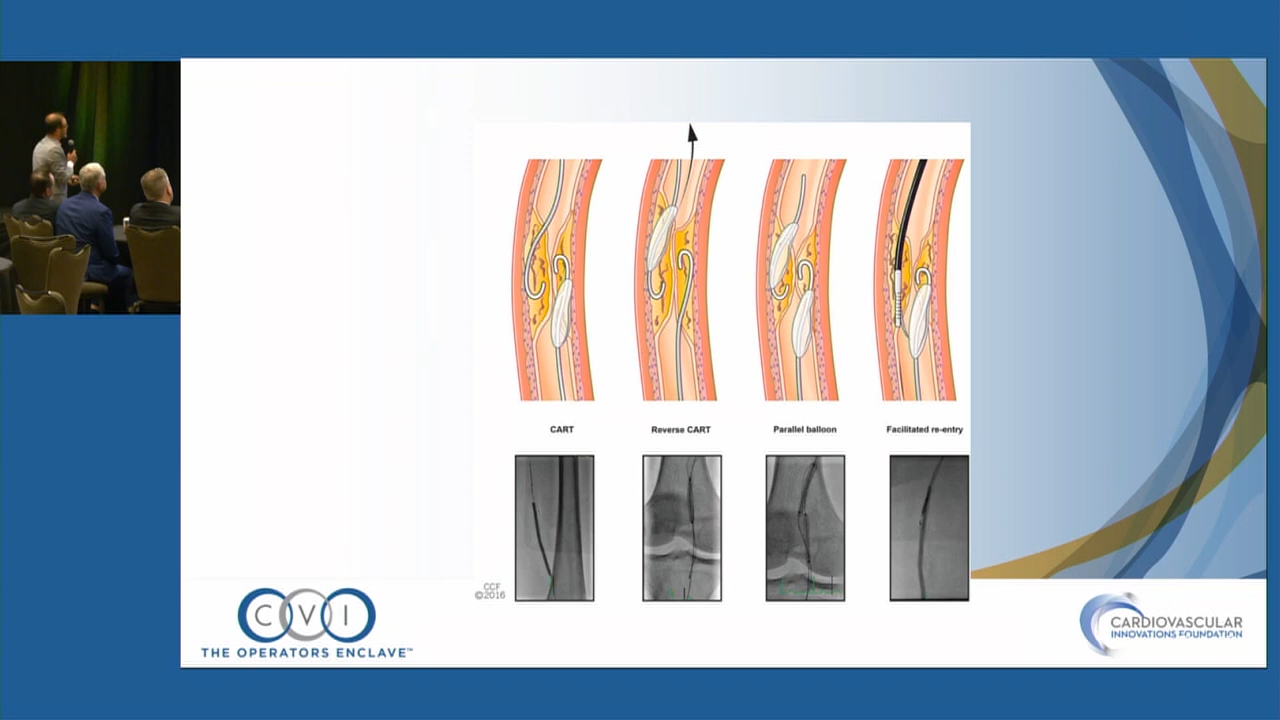 CART
Reverse CART
Parallel balloon
Facilitated re-entry
CCF
©2016
CVI
THE OPERATORS ENCLAVE™
CARDIOVASCULAR
INNOVATIONS FOUNDATION